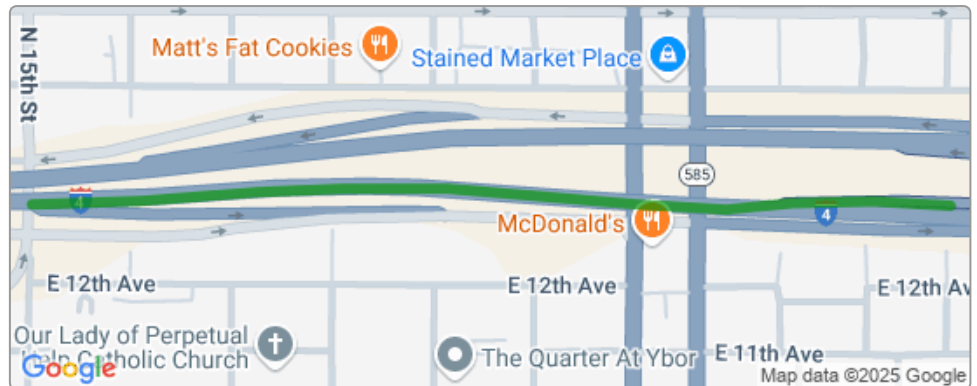 N 15th St
Matt's Fat Cookies
Stained Market Place
585
4
4
McDonald's
E 12th Ave
E 12th Ave
E 12th Av
Our Lady of Perpetual
Help Catholic Church
The Quarter At Ybor
E 11th Ave
Google
Map data ©2025 Google